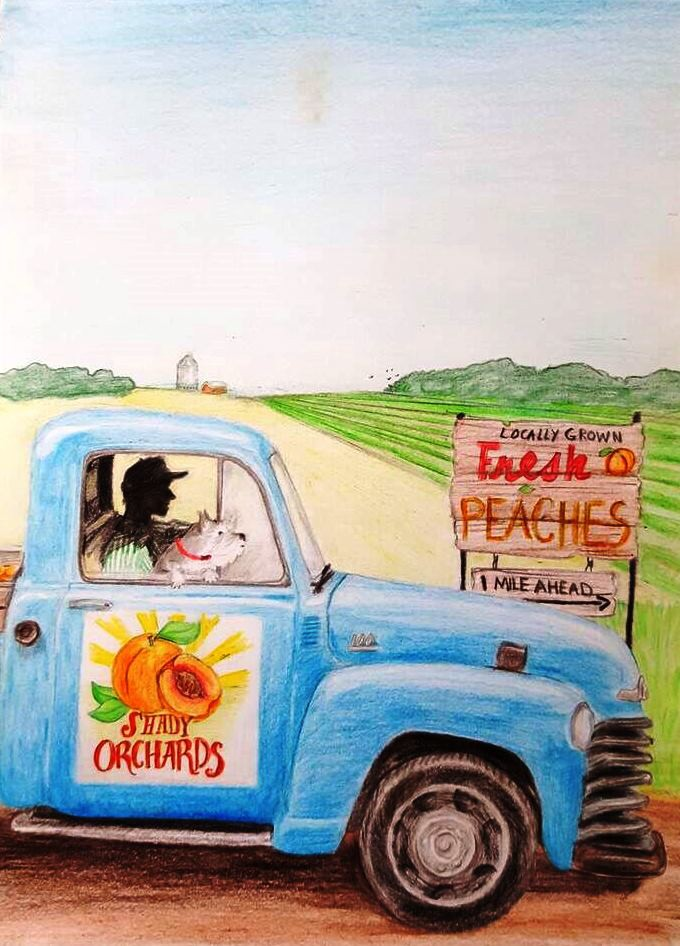 LOCALLY GROWN
Fresh
PEACHES
1 MILE AHEAD
SHADY
ORCHARDS